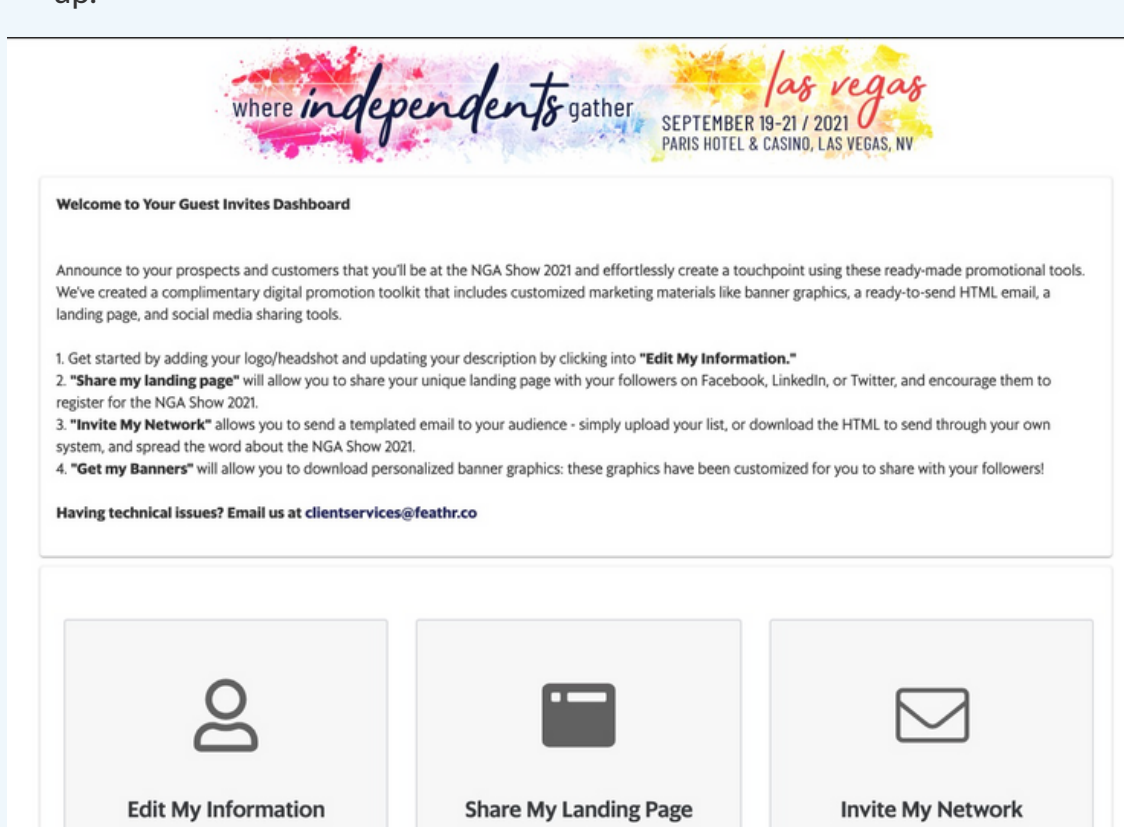 up.
where independents gather
las vegas
SEPTEMBER 19-21 / 2021
PARIS HOTEL & CASINO, LAS VEGAS, NV
Welcome to Your Guest Invites Dashboard
Announce to your prospects and customers that you'll be at the NGA Show 2021 and effortlessly create a touchpoint using these ready-made promotional tools.
We've created a complimentary digital promotion toolkit that includes customized marketing materials like banner graphics, a ready-to-send HTML email, a
landing page, and social media sharing tools.
1. Get started by adding your logo/headshot and updating your description by clicking into "Edit My Information."
2. "Share my landing page" will allow you to share your unique landing page with your followers on Facebook, LinkedIn, or Twitter, and encourage them to
register for the NGA Show 2021.
3. "Invite My Network" allows you to send a templated email to your audience - simply upload your list, or download the HTML to send through your own
system, and spread the word about the NGA Show 2021.
4. "Get my Banners" will allow you to download personalized banner graphics: these graphics have been customized for you to share with your followers!
Having technical issues? Email us at clientservices@feathr.co
Edit My Information
Share My Landing Page
Invite My Network